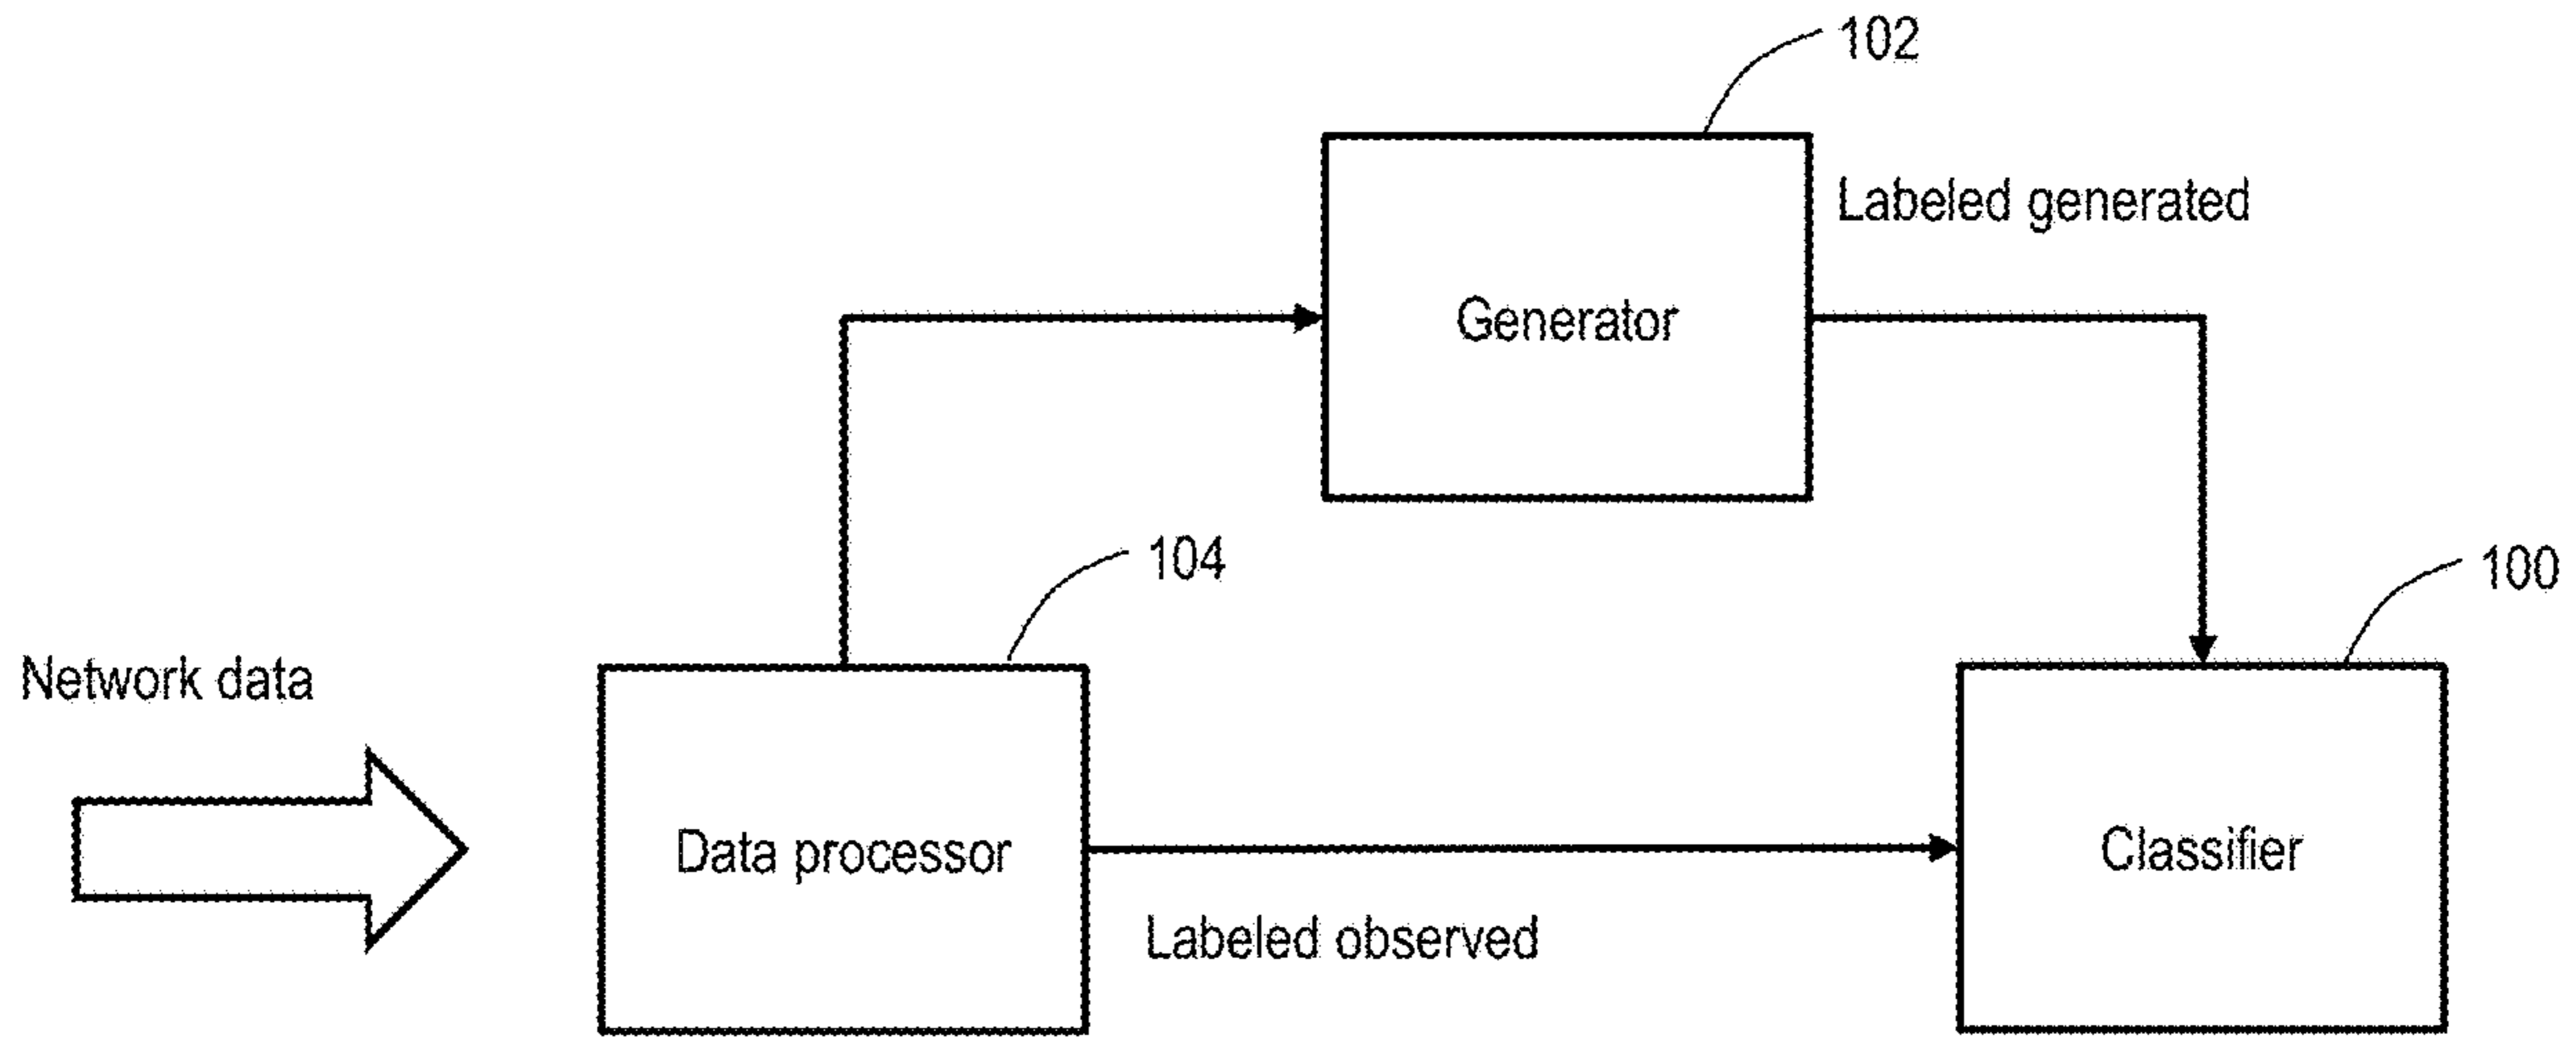 102
Labeled generated
Generator
104
100
Network data
Data processor
Classifier
Labeled observed